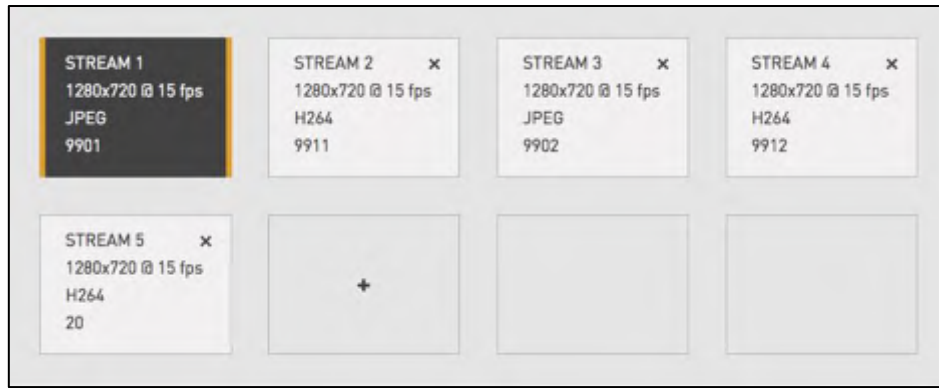 STREAM 1
1280x720 @ 15 fps
JPEG
9901
STREAM 2 ×
1280x720 @ 15 fps
H264
9911
STREAM 3 ×
1280x720 @ 15 fps
JPEG
9902
STREAM 4 ×
1280x720 @ 15 fps
H264
9912
STREAM 5 ×
1280x720 @ 15 fps
H264
20
+